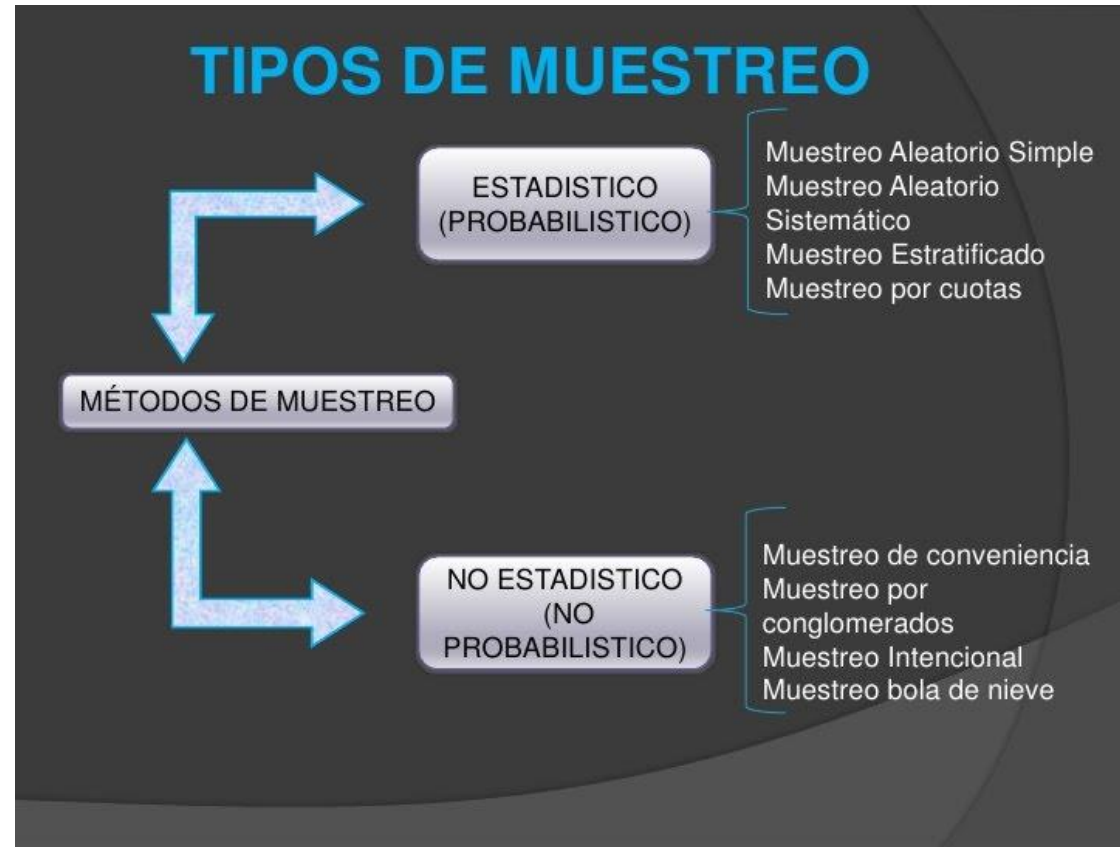 TIPOS DE MUESTREO
ESTADISTICO
(PROBABILISTICO)
Muestreo Aleatorio Simple
Muestreo Aleatorio
Sistemático
Muestreo Estratificado
Muestreo por cuotas
MÉTODOS DE MUESTREO
NO ESTADISTICO
(NO
PROBABILISTICO)
Muestreo de conveniencia
Muestreo por
conglomerados
Muestreo Intencional
Muestreo bola de nieve